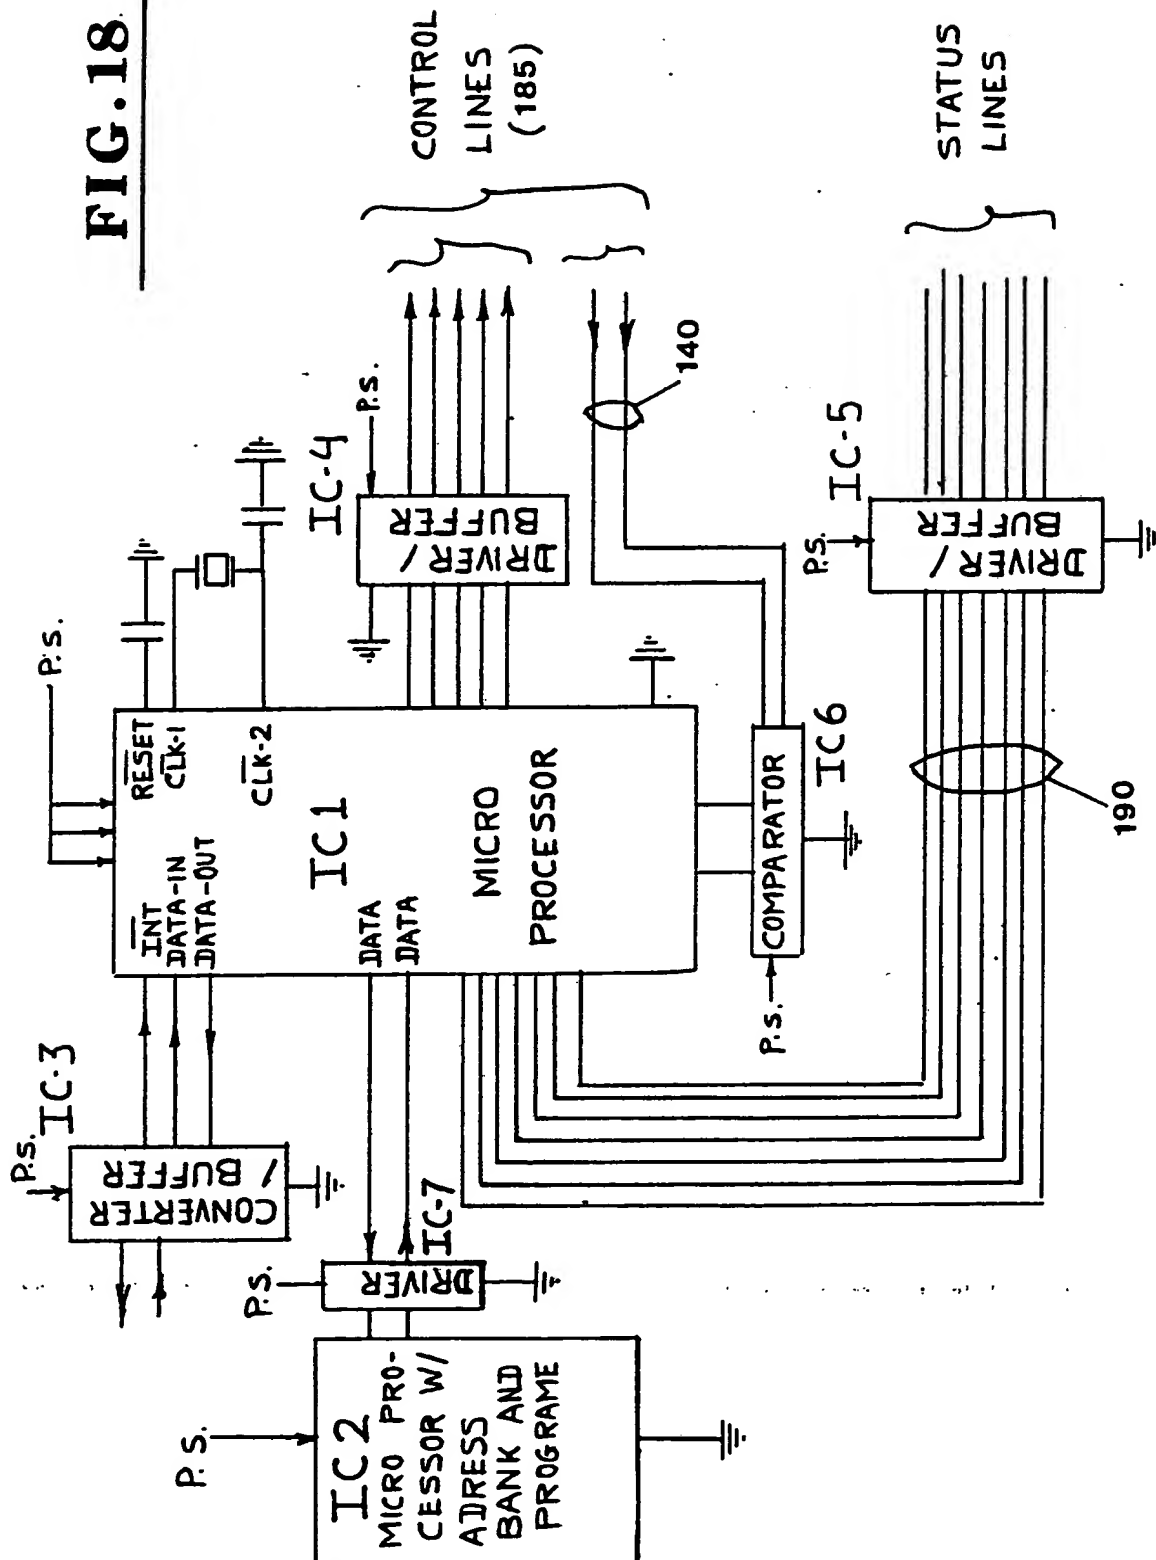 FIG.18
CONTROL
LINES
(185)
STATUS
LINES
P.S.
RESET
CLK-1
CLK-2
INT
DATA-IN
DATA-OUT
IC1
DATA
DATA
MICRO
PROCESSOR
IC-3
P.S.
CONVERTER
/ BUFFER
IC-4
P.S.
DRIVER /
BUFFER
140
IC-5
P.S.
DRIVER /
BUFFER
190
IC6
COMPARATOR
P.S.
IC-7
P.S.
DRIVER
P.S.
IC2
MICRO PRO-
CESSOR W/
ADRESS
BANK AND
PROGRAME